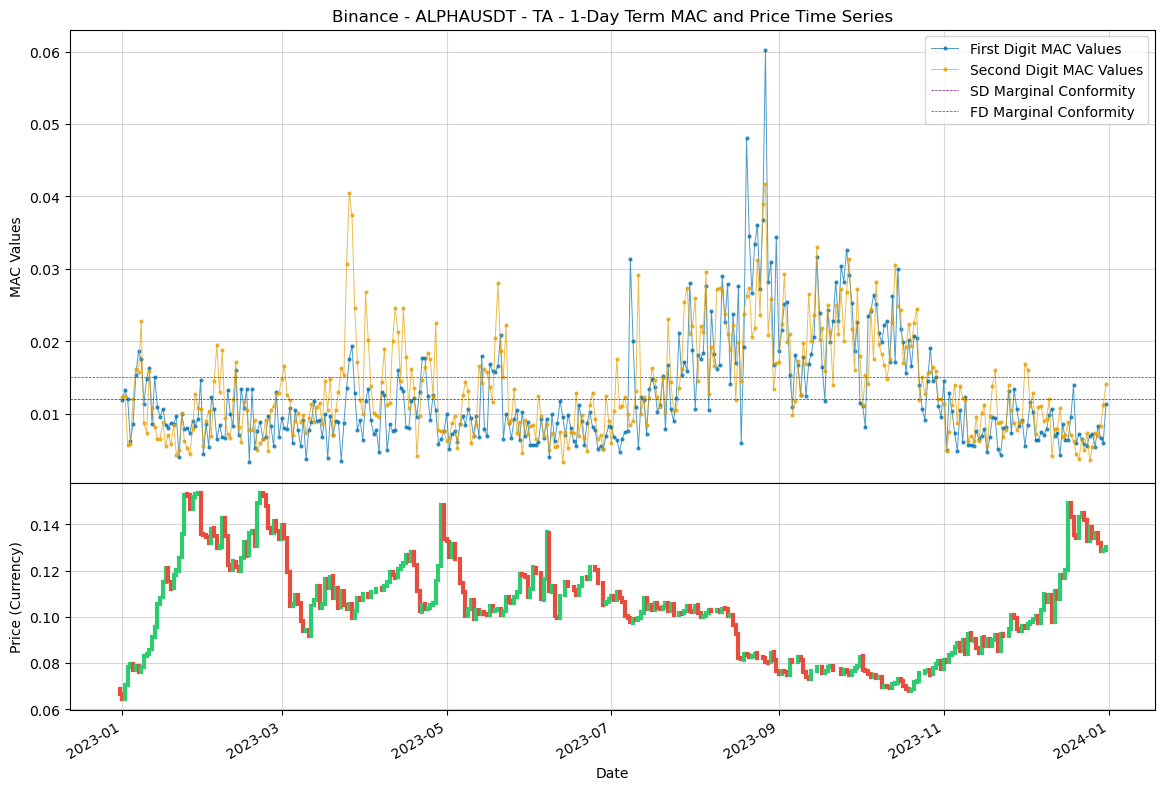 Binance - ALPHAUSDT - TA - 1-Day Term MAC and Price Time Series
First Digit MAC Values
Second Digit MAC Values
SD Marginal Conformity
FD Marginal Conformity
MAC Values
0.06
0.05
0.04
0.03
0.02
0.01
Price (Currency)
0.14
0.12
0.10
0.08
0.06
2023-01
2023-03
2023-05
2023-07
2023-09
2023-11
2024-01
Date